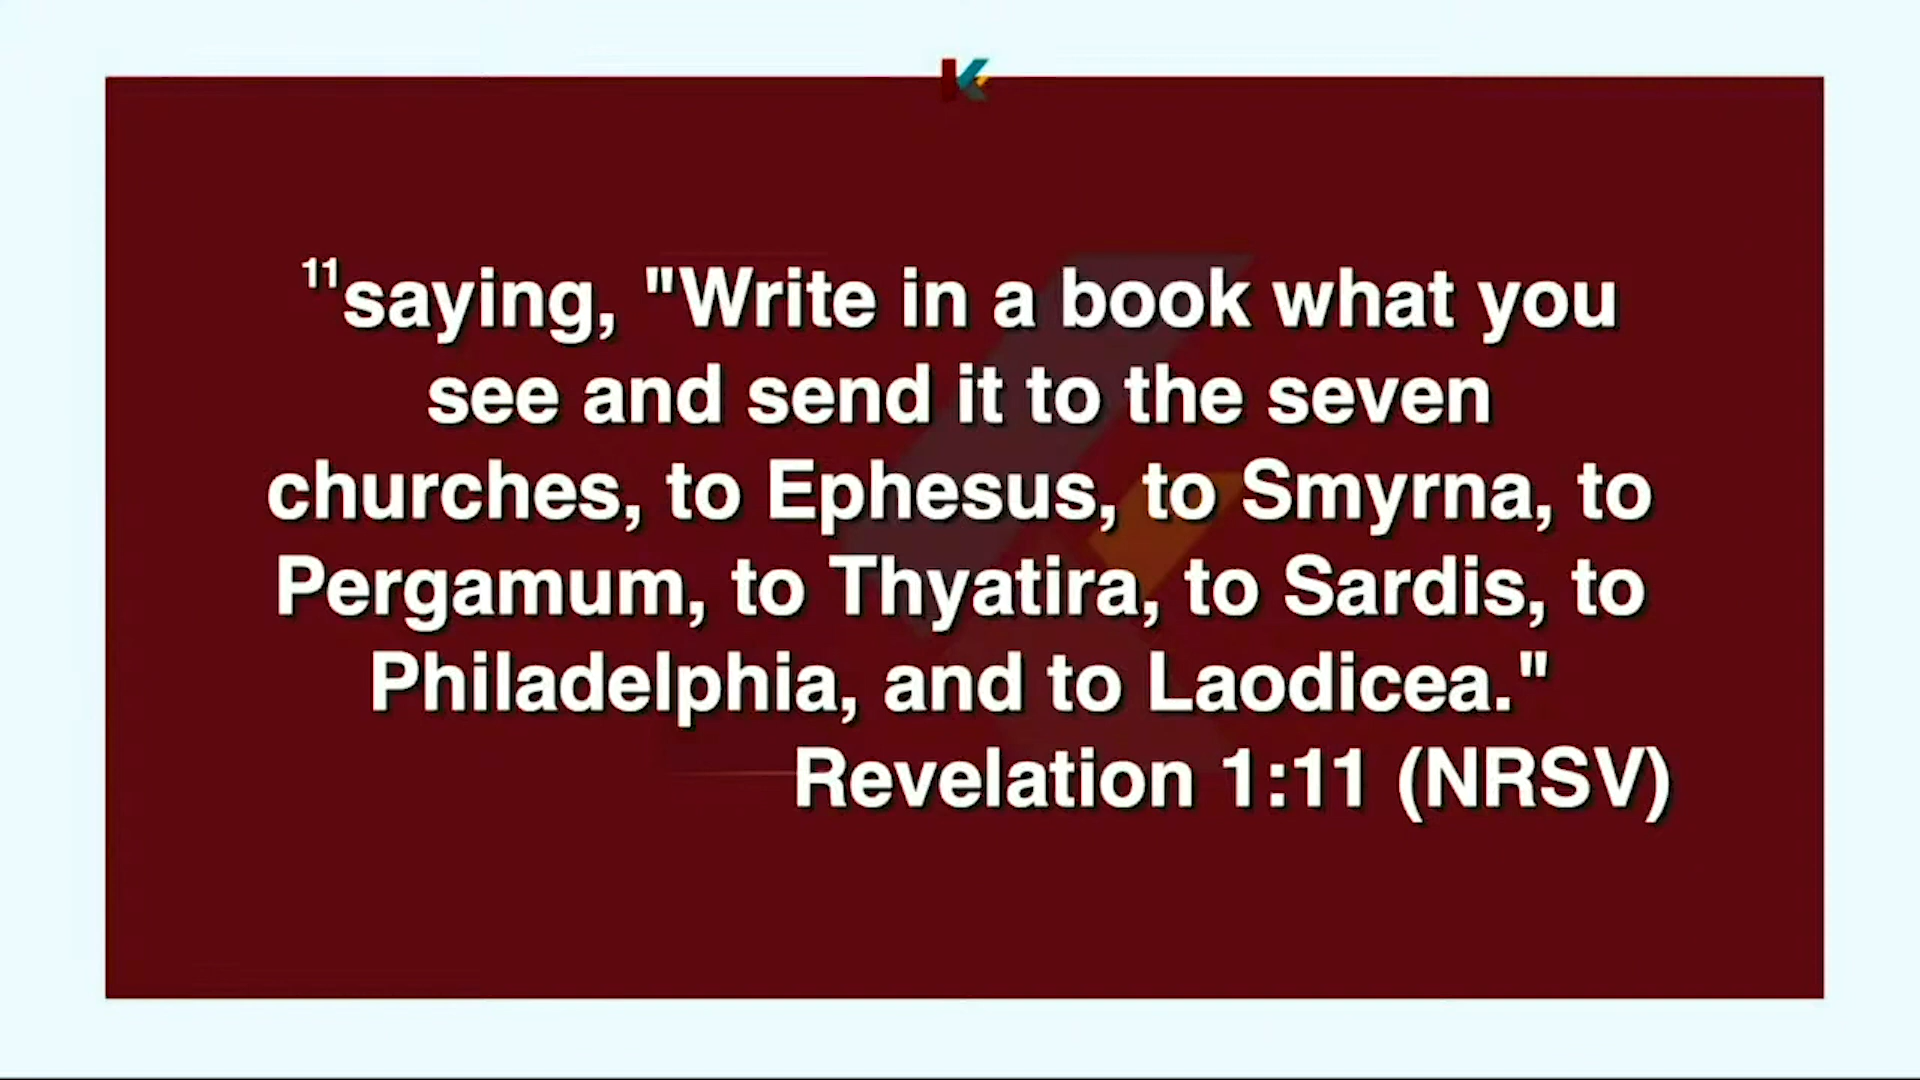 11saying, "Write in a book what you
see and send it to the seven
churches, to Ephesus, to Smyrna, to
Pergamum, to Thyatira, to Sardis, to
Philadelphia, and to Laodicea."
Revelation 1:11 (NRSV)